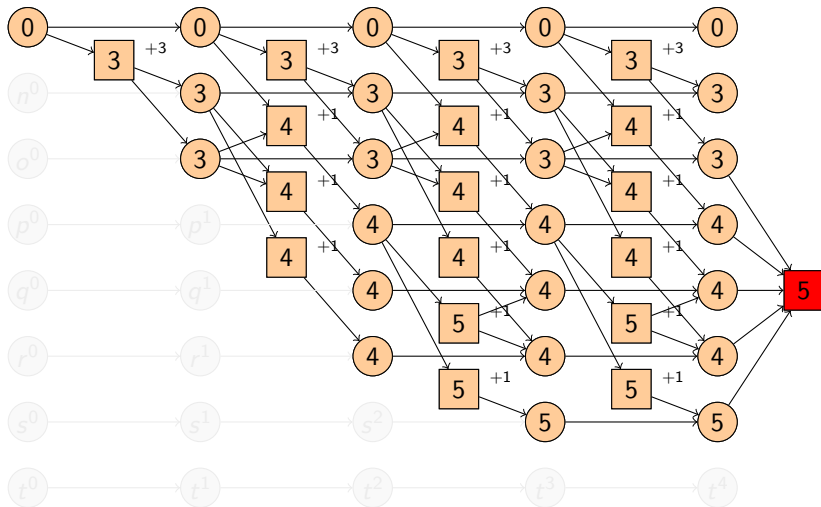 0 0 0 0 0
3 +3 3 +3 3 +3 3 +3
n⁰ 3 3 3 3
4 +1 4 +1 4 +1
o⁰ 3 3 3 3
4 +1 4 +1 4 +1
p⁰ p¹ 4 4 4
4 +1 4 +1 4 +1
q⁰ q¹ 4 4 4 5
5 +1 5 +1
r⁰ r¹ 4 4 4
5 +1 5 +1
s⁰ s¹ s² 5 5
t⁰ t¹ t² t³ t⁴